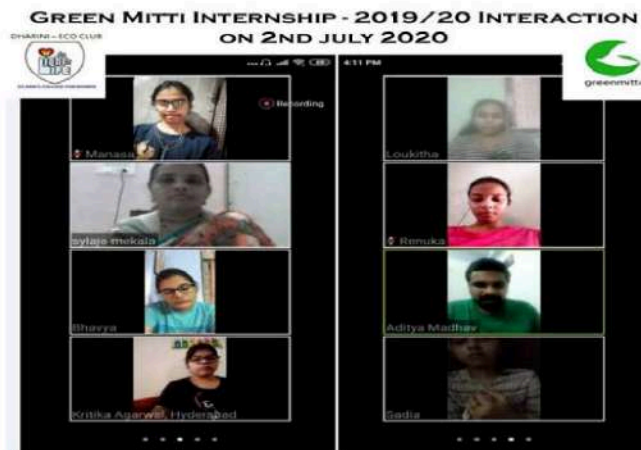 GREEN MITTI INTERNSHIP - 2019/20 INTERACTION
ON 2ND JULY 2020
DHARINI - ECO CLUB
greenmitti
4:11 PM
Recording
Manasa
Loukitha
sylaja mekala
Renuka
Bhavya
Aditya Madhav
Kritika Agarwal, Hyderabad
Sadia